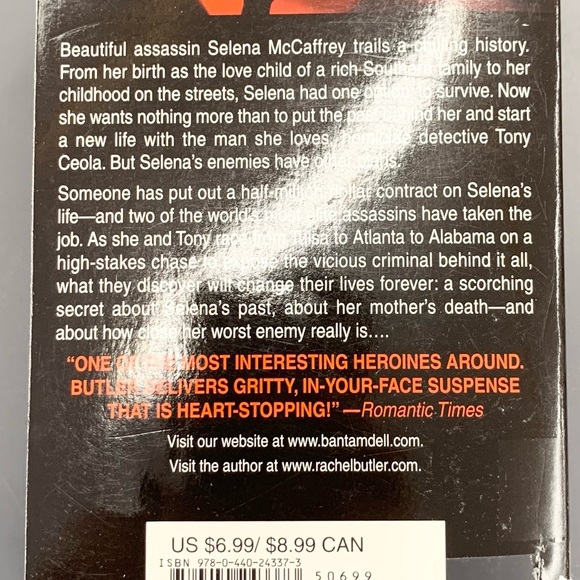 Beautiful assassin Selena McCaffrey trails a chilling history.
From her birth as the love child of a rich Southern family to her
childhood on the streets, Selena had one option: to survive. Now
she wants nothing more than to put the past behind her and start
a new life with the man she loves, homicide detective Tony
Ceola. But Selena's enemies have other plans.
Someone has put out a half-million-dollar contract on Selena's
life—and two of the world's most elite assassins have taken the
job. As she and Tony race from Tulsa to Atlanta to Alabama on a
high-stakes chase to expose the vicious criminal behind it all,
what they discover will change their lives forever: a scorching
secret about Selena's past, about her mother's death—and
about how close her worst enemy really is....
"ONE OF THE MOST INTERESTING HEROINES AROUND.
BUTLER DELIVERS GRITTY, IN-YOUR-FACE SUSPENSE
THAT IS HEART-STOPPING!" —Romantic Times
Visit our website at www.bantamdell.com.
Visit the author at www.rachelbutler.com.
US $6.99/ $8.99 CAN
ISBN 978-0-440-24337-3
50699